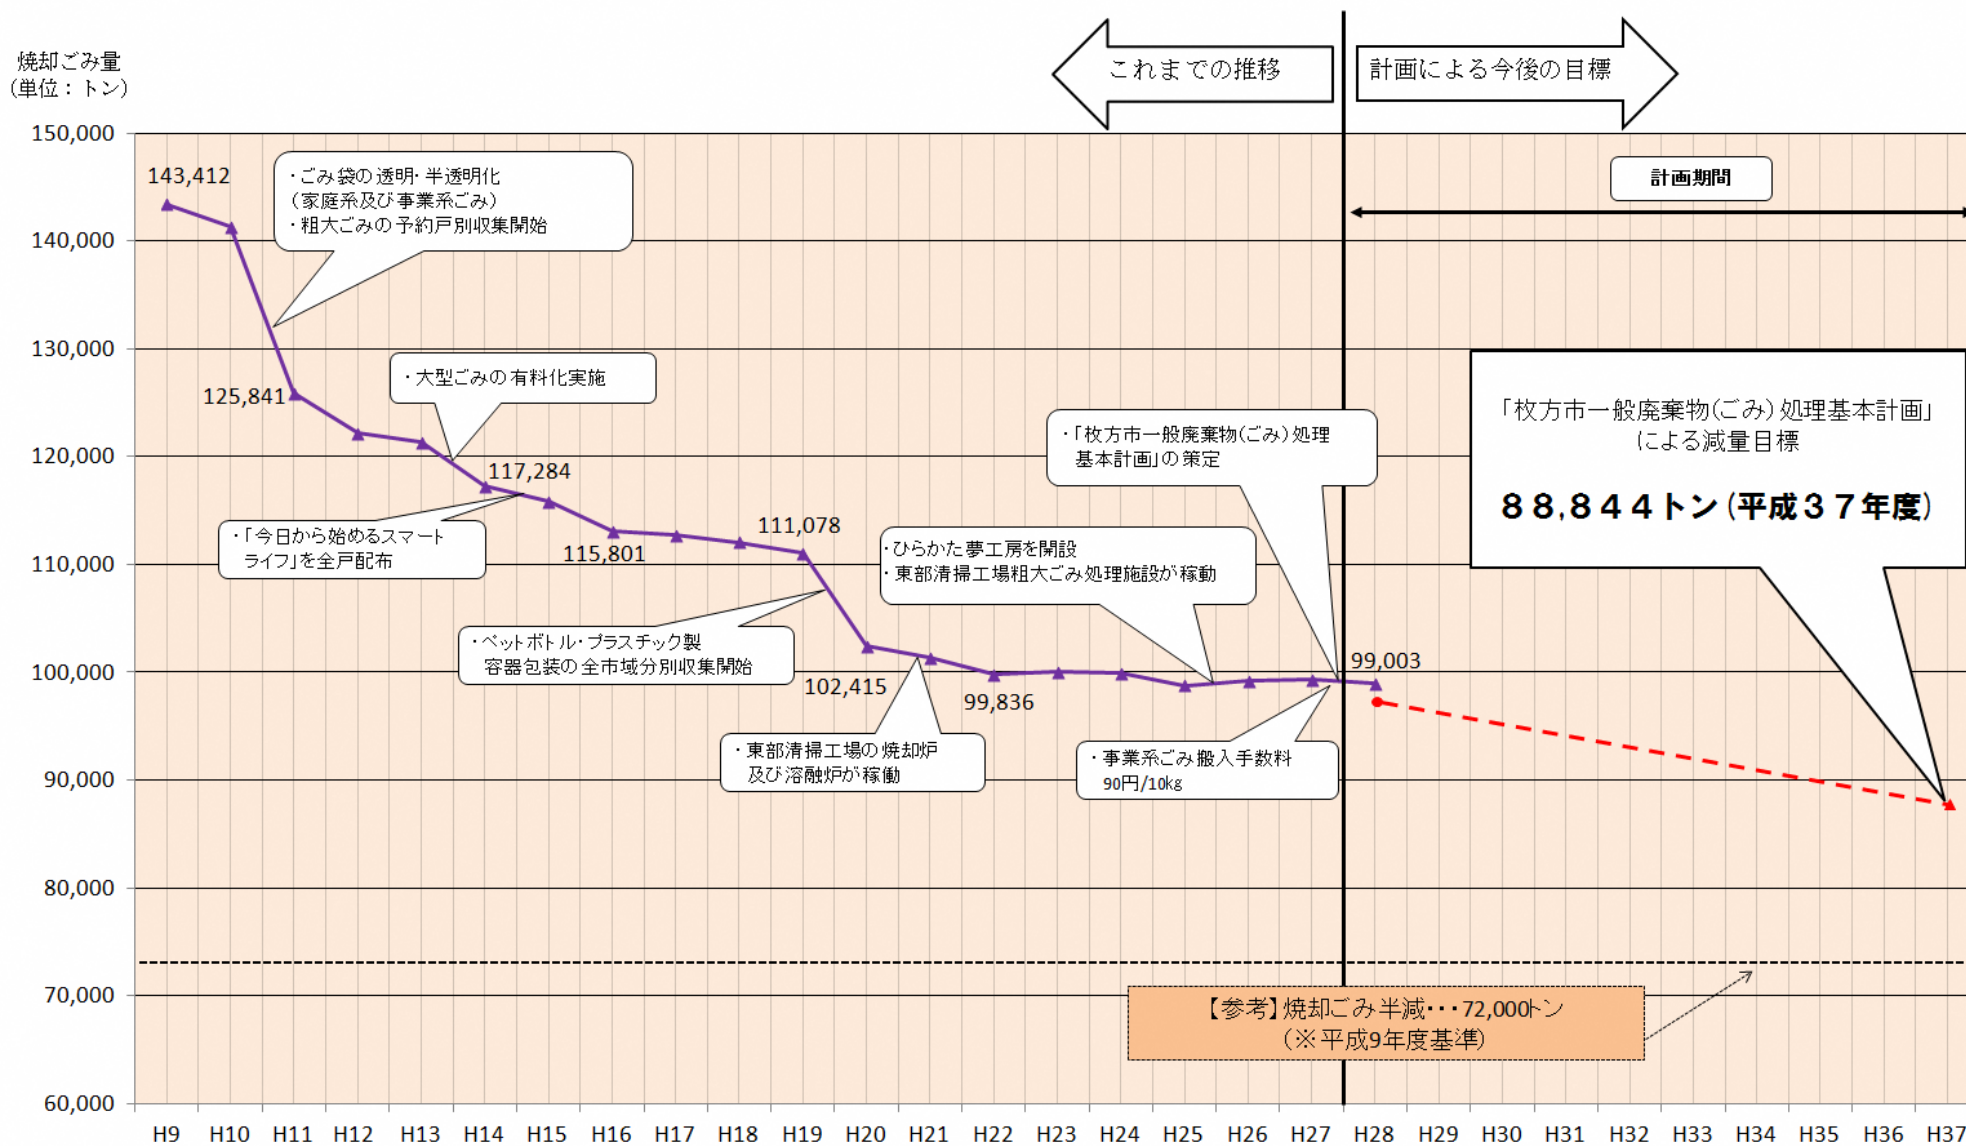 焼却ごみ量
(単位：トン)
これまでの推移
計画による今後の目標
計画期間
150,000
140,000
130,000
120,000
110,000
100,000
90,000
80,000
70,000
60,000
143,412
・ごみ袋の透明・半透明化
（家庭系及び事業系ごみ）
・粗大ごみの予約戸別収集開始
125,841
・大型ごみの有料化実施
117,284
・「今日から始めるスマート
ライフ」を全戸配布
115,801
111,078
・ペットボトル・プラスチック製
容器包装の全市域分別収集開始
102,415
・東部清掃工場の焼却炉
及び溶融炉が稼働
99,836
・ひらかた夢工房を開設
・東部清掃工場粗大ごみ処理施設が稼動
・「枚方市一般廃棄物(ごみ)処理
基本計画」の策定
99,003
・事業系ごみ搬入手数料
90円/10kg
「枚方市一般廃棄物(ごみ)処理基本計画」
による減量目標
８８,８４４トン(平成３７年度)
【参考】焼却ごみ半減・・・72,000トン
(※平成9年度基準)
H9 H10 H11 H12 H13 H14 H15 H16 H17 H18 H19 H20 H21 H22 H23 H24 H25 H26 H27 H28 H29 H30 H31 H32 H33 H34 H35 H36 H37